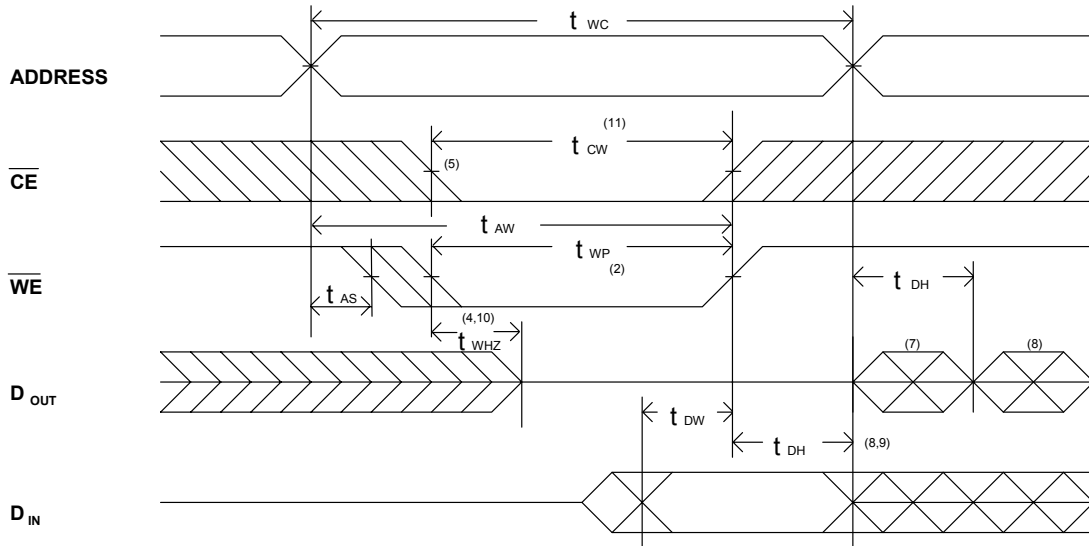 t WC
ADDRESS
(11)
t CW
(5)
CE
t AW
t WP
(2)
WE
t DH
t AS
(4,10)
t WHZ
(7)
(8)
D OUT
t DW
t DH
(8,9)
D IN